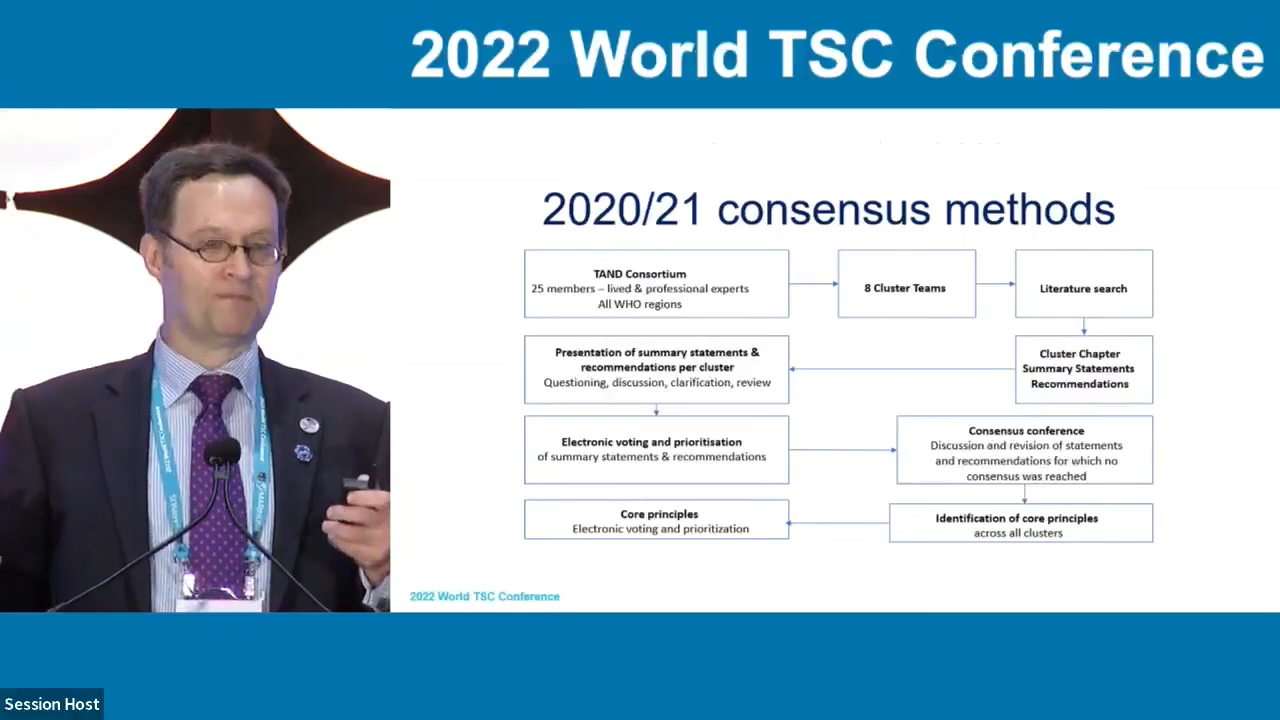 2022 World TSC Conference
2020/21 consensus methods
TAND Consortium
25 members – lived & professional experts
All WHO regions
8 Cluster Teams
Literature search
Presentation of summary statements &
recommendations per cluster
Questioning, discussion, clarification, review
Cluster Chapter
Summary Statements
Recommendations
Electronic voting and prioritisation
of summary statements & recommendations
Consensus conference
Discussion and revision of statements
and recommendations for which no
consensus was reached
Core principles
Electronic voting and prioritization
Identification of core principles
across all clusters
2022 World TSC Conference
Session Host